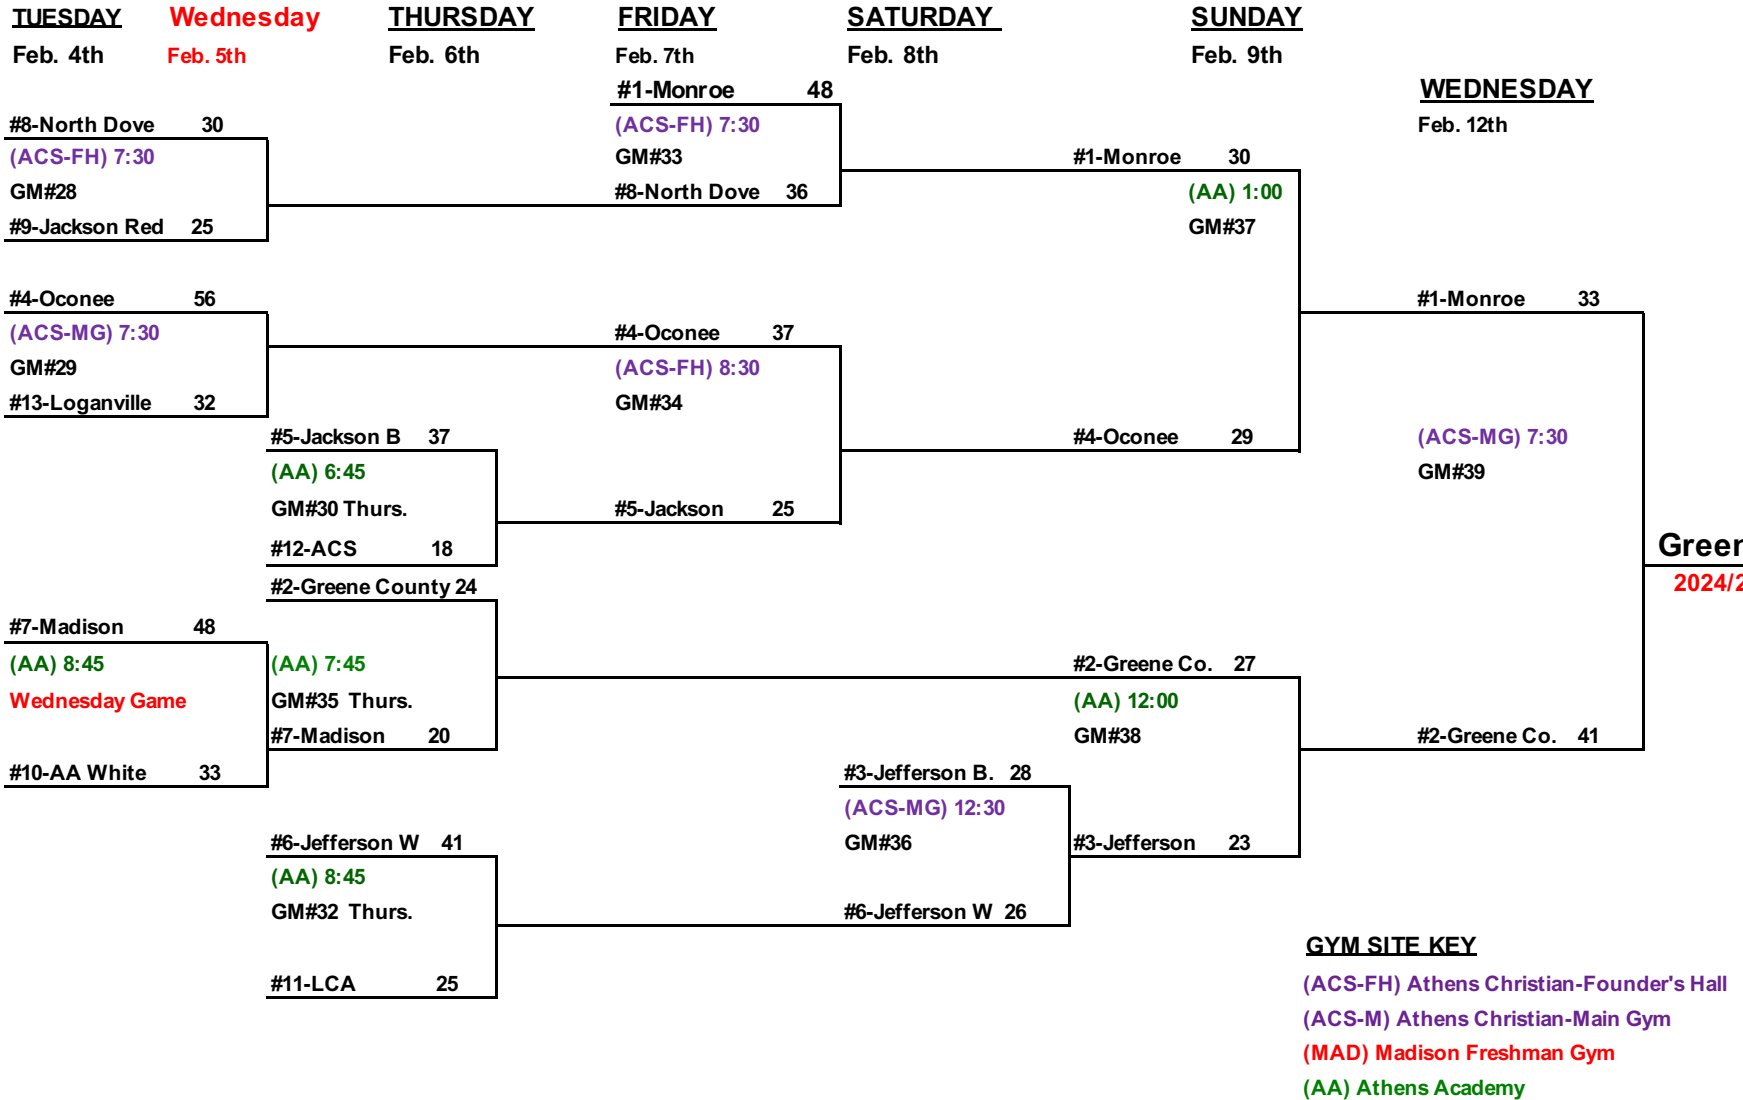 TUESDAY Wednesday THURSDAY FRIDAY SATURDAY SUNDAY
Feb. 4th Feb. 5th Feb. 6th Feb. 7th Feb. 8th Feb. 9th
#1-Monroe 48 WEDNESDAY
#8-North Dove 30 (ACS-FH) 7:30 Feb. 12th
(ACS-FH) 7:30 GM#33 #1-Monroe 30
GM#28 #8-North Dove 36 (AA) 1:00
#9-Jackson Red 25 GM#37
#4-Oconee 56 #1-Monroe 33
(ACS-MG) 7:30 #4-Oconee 37
GM#29 (ACS-FH) 8:30
#13-Loganville 32 GM#34
#5-Jackson B 37 #4-Oconee 29 (ACS-MG) 7:30
(AA) 6:45 GM#39
GM#30 Thurs. #5-Jackson 25
#12-ACS 18 Green
#2-Greene County 24 2024/2
#7-Madison 48
(AA) 8:45 (AA) 7:45 #2-Greene Co. 27
Wednesday Game GM#35 Thurs. (AA) 12:00
#7-Madison 20 GM#38 #2-Greene Co. 41
#10-AA White 33 #3-Jefferson B. 28
(ACS-MG) 12:30
#6-Jefferson W 41 GM#36 #3-Jefferson 23
(AA) 8:45
GM#32 Thurs. #6-Jefferson W 26
GYM SITE KEY
#11-LCA 25 (ACS-FH) Athens Christian-Founder's Hall
(ACS-M) Athens Christian-Main Gym
(MAD) Madison Freshman Gym
(AA) Athens Academy